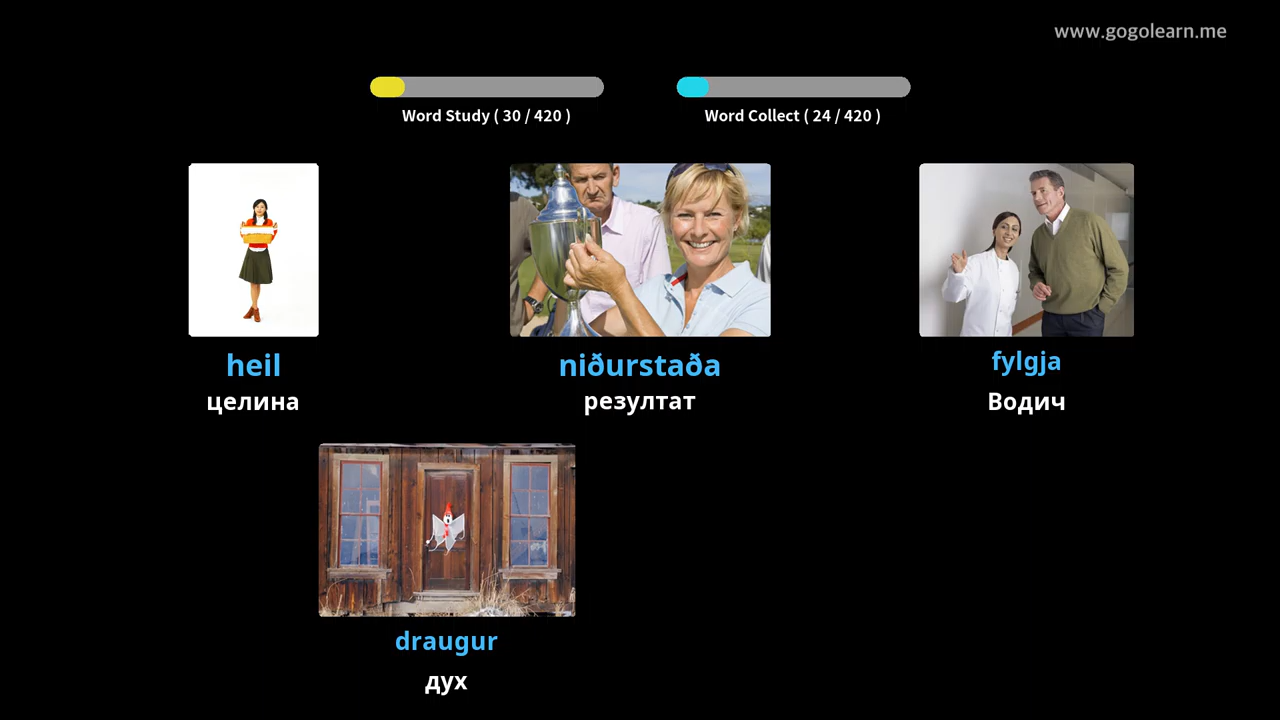 www.gogolearn.me
Word Study ( 30 / 420 )
Word Collect ( 24 / 420 )
heil
целина
niðurstaða
резултат
fylgja
Водич
draugur
дух